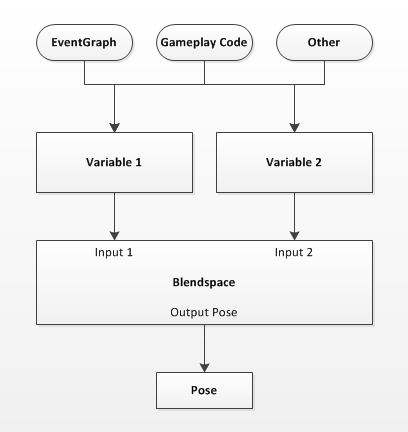 EventGraph
Gameplay Code
Other
Variable 1
Variable 2
Input 1
Input 2
Blendspace
Output Pose
Pose